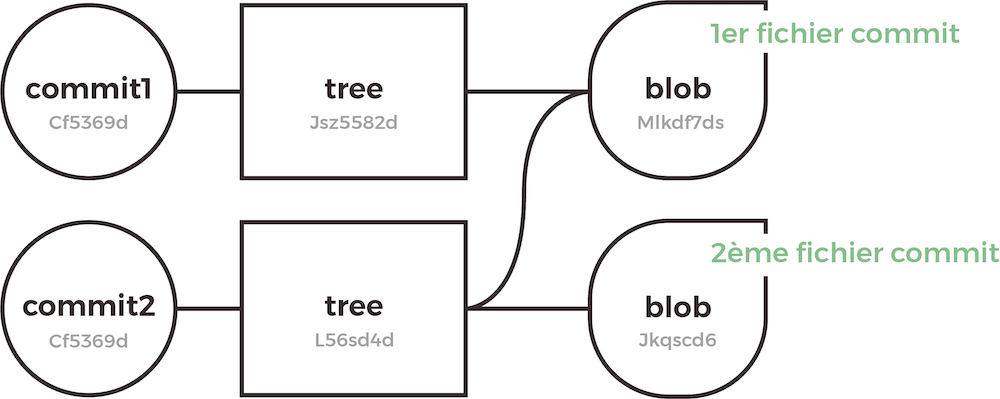 1er fichier commit
commit1
tree
blob
Cf5369d
Jsz5582d
Mlkdf7ds
2ème fichier commit
commit2
tree
blob
Cf5369d
L56sd4d
Jkqscd6